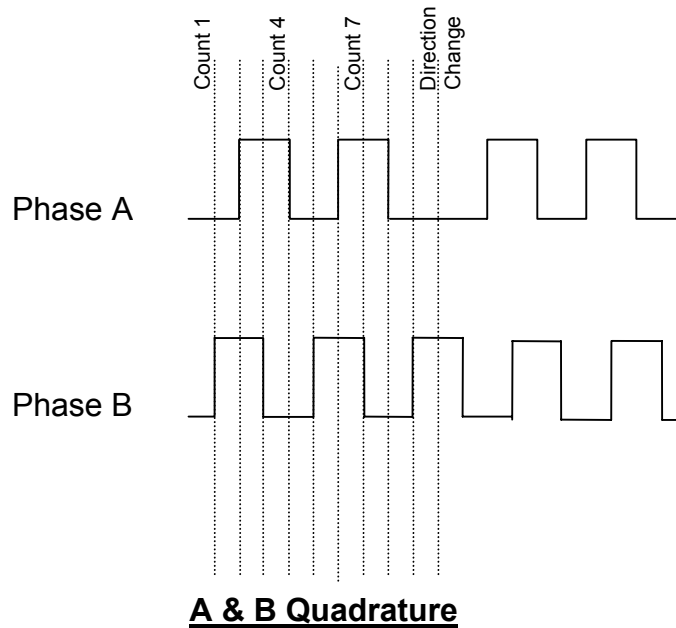 Count 1
Count 4
Count 7
Direction
Change
Phase A
Phase B
A & B Quadrature